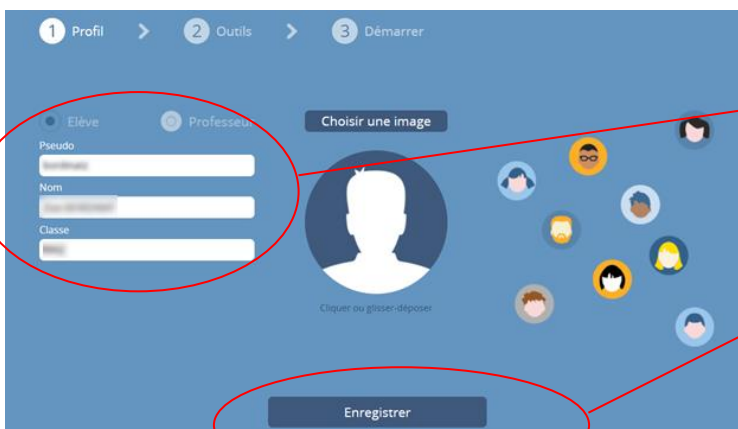 1 Profil > 2 Outils > 3 Démarrer
Elève Professeur Choisir une image
Pseudo
Nom
Classe
Cliquer ou glisser-déposer
Enregistrer